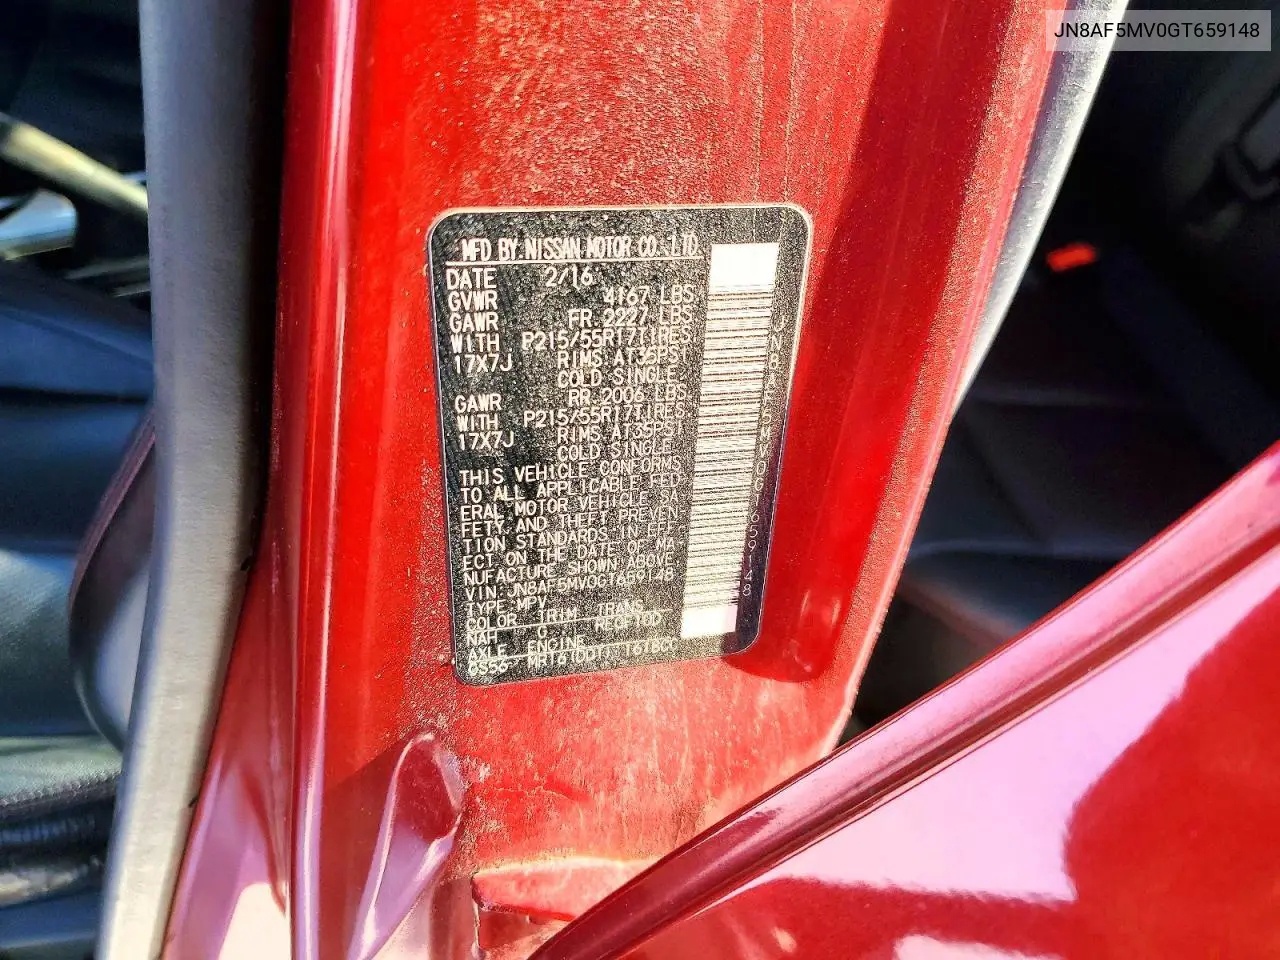 JN8AF5MV0GT659148
MFD BY NISSAN MOTOR CO., LTD.
DATE 2/16
GVWR 4167 LBS
GAWR FR 2227 LBS
WITH P215/55R17TIRES
17X7J RIMS AT35PSI
COLD SINGLE
GAWR RR 2006 LBS
WITH P215/55R17TIRES
17X7J RIMS AT35PSI
COLD SINGLE
THIS VEHICLE CONFORMS
TO ALL APPLICABLE FED
ERAL MOTOR VEHICLE SA
FETY AND THEFT PREVEN
TION STANDARDS IN EFF
ECT ON THE DATE OF MA
NUFACTURE SHOWN ABOVE
VIN: JN8AF5MV0GT659148
TYPE: MPV
COLOR TRIM TRANS
NAH G
AXLE ENGINE
GS56
JN8AF5MV0GT659148